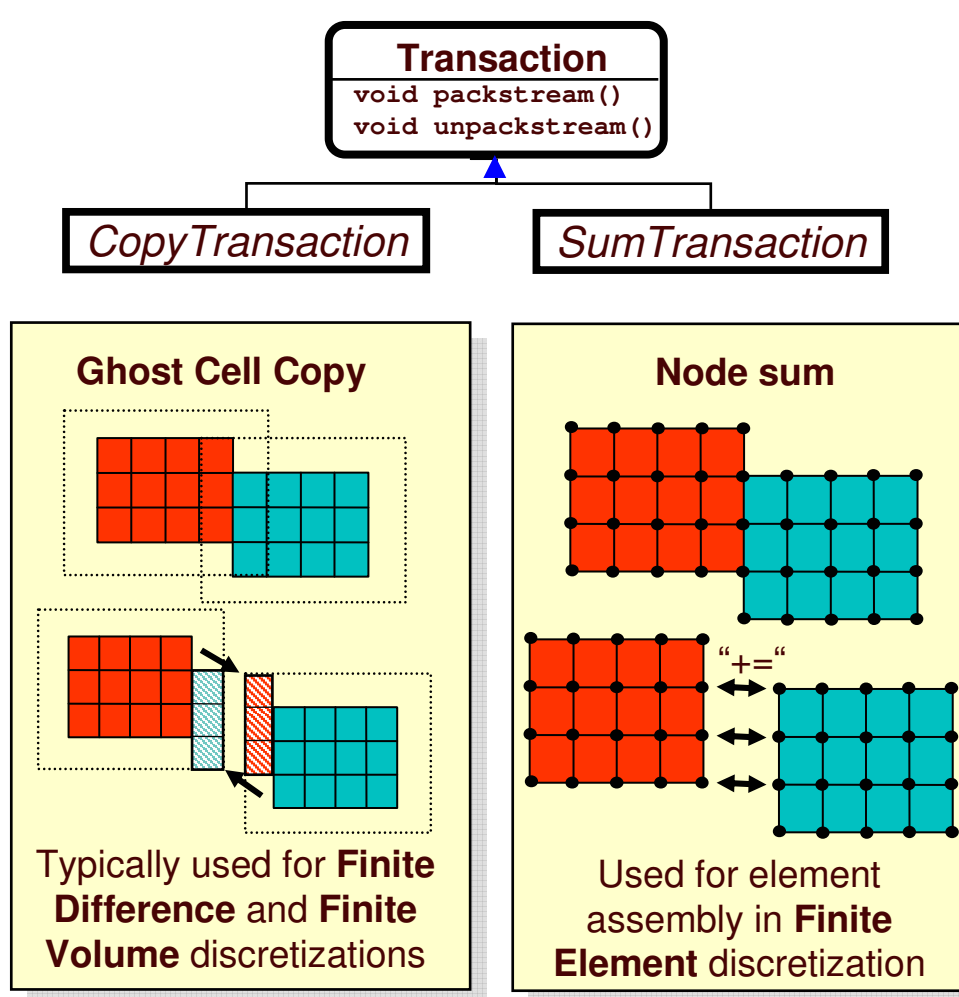 Transaction
void packstream()
void unpackstream()
CopyTransaction
SumTransaction
Ghost Cell Copy
Typically used for Finite
Difference and Finite
Volume discretizations
Node sum
“+=“
Used for element
assembly in Finite
Element discretization